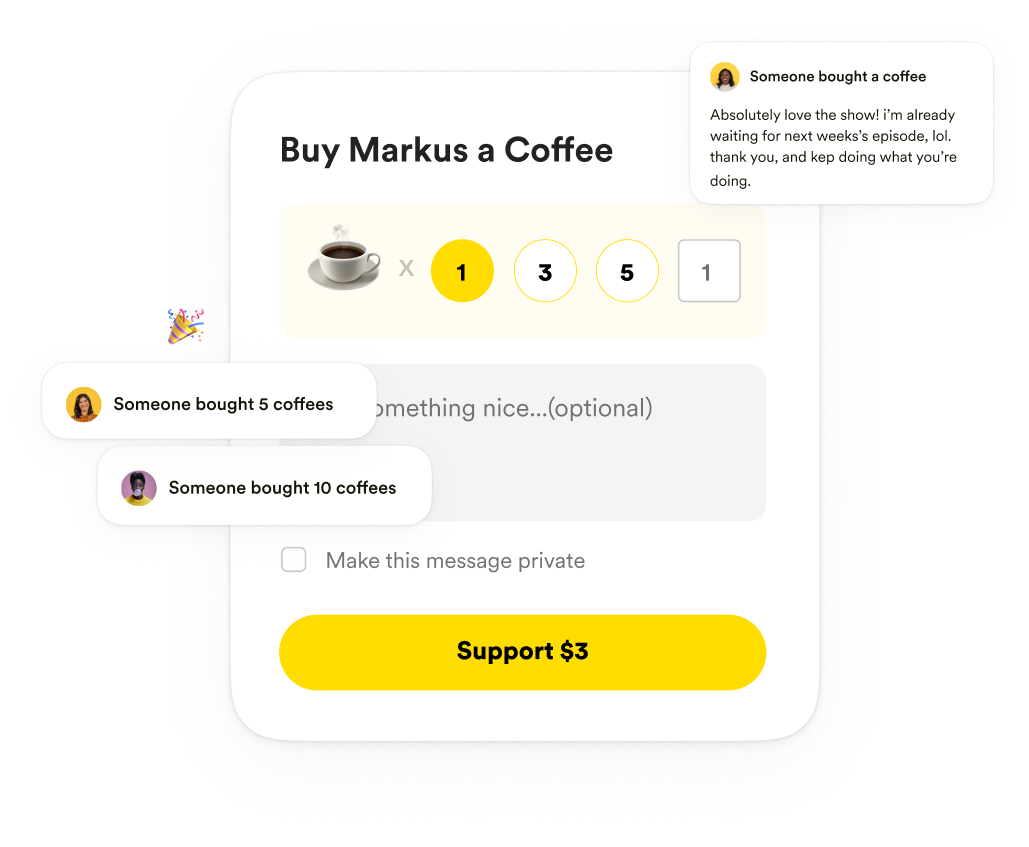 Someone bought a coffee
Absolutely love the show! i’m already
waiting for next weeks’s episode, lol.
thank you, and kep doing what you’re
doing.
Buy Markus a Coffee
X 1 3 5 1
Someone bought 5 coffees
omething nice...(optional)
Someone bought 10 coffees
Make this message private
Support $3